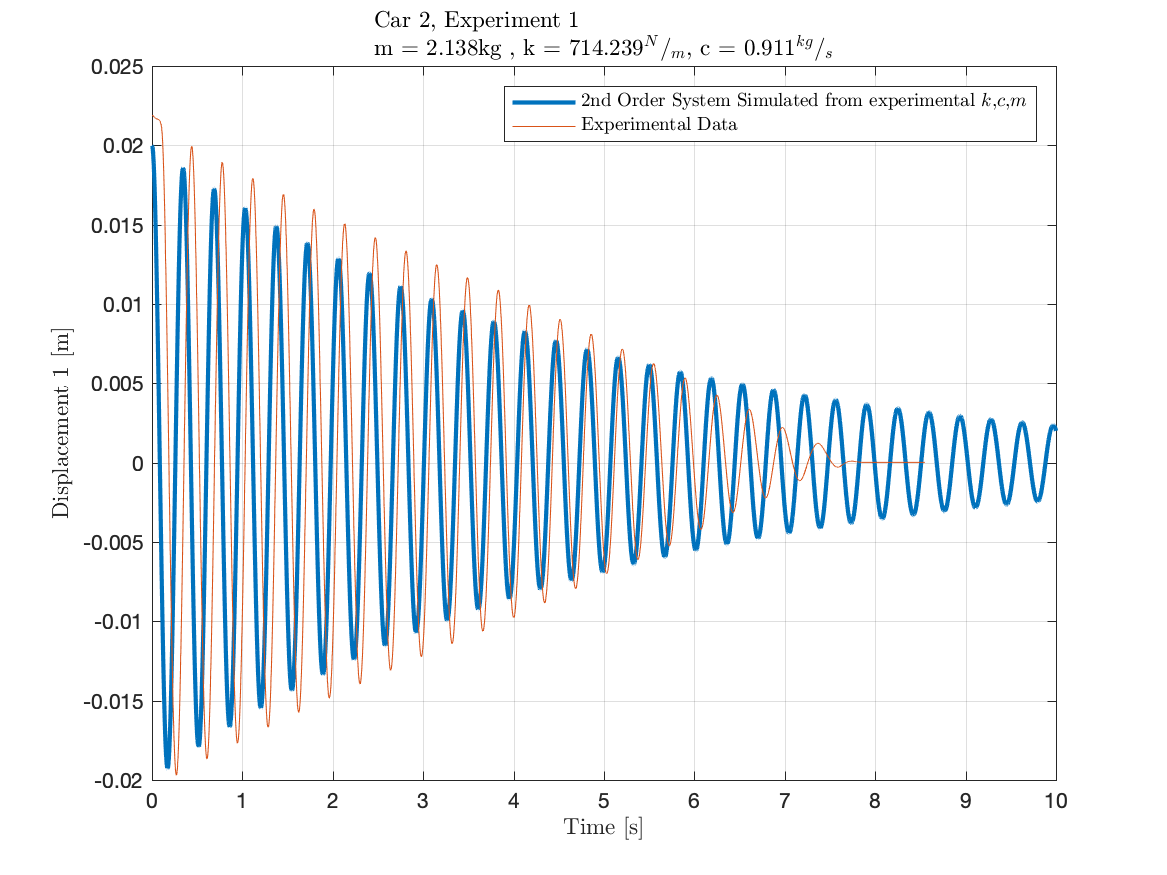 Car 2, Experiment 1
m = 2.138kg , k = 714.239N/m, c = 0.911kg/s
2nd Order System Simulated from experimental k,c,m
Experimental Data
Displacement 1 [m]
0.025
0.02
0.015
0.01
0.005
0
-0.005
-0.01
-0.015
-0.02
0 1 2 3 4 5 6 7 8 9 10
Time [s]